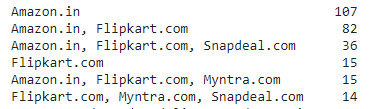 Amazon.in 107
Amazon.in, Flipkart.com 82
Amazon.in, Flipkart.com, Snapdeal.com 36
Flipkart.com 15
Amazon.in, Flipkart.com, Myntra.com 15
Flipkart.com, Myntra.com, Snapdeal.com 14